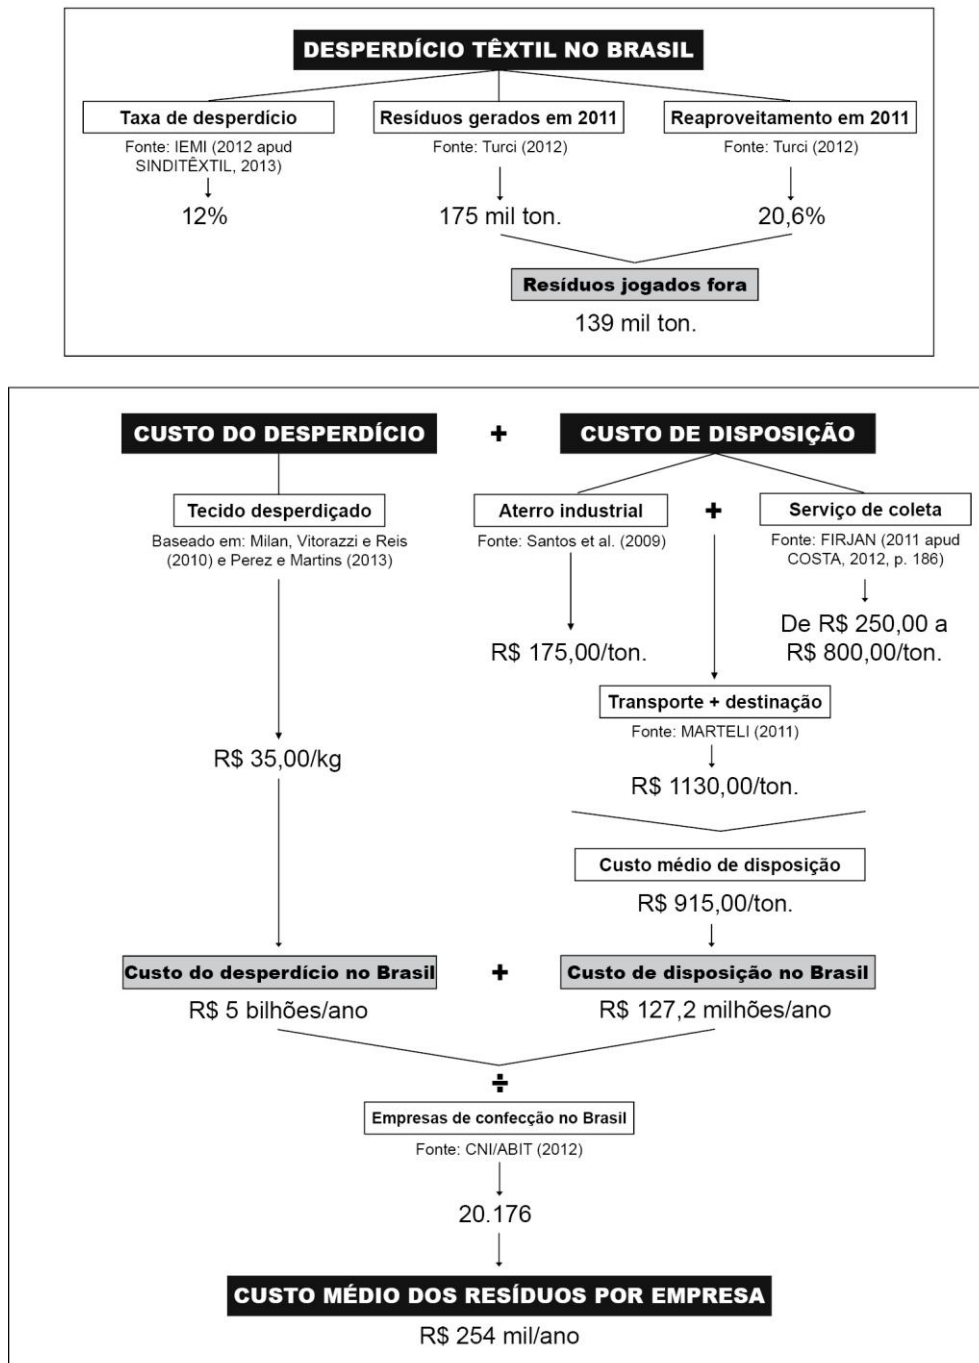 DESPERDÍCIO TÊXTIL NO BRASIL
Taxa de desperdício
Fonte: IEMI (2012 apud
SINDITÊXTIL, 2013)
12%
Resíduos gerados em 2011
Fonte: Turci (2012)
175 mil ton.
Reaproveitamento em 2011
Fonte: Turci (2012)
20,6%
Resíduos jogados fora
139 mil ton.
CUSTO DO DESPERDÍCIO
+
CUSTO DE DISPOSIÇÃO
Tecido desperdiçado
Baseado em: Milan, Vitorazzi e Reis
(2010) e Perez e Martins (2013)
R$ 35,00/kg
Aterro industrial
Fonte: Santos et al. (2009)
R$ 175,00/ton.
+
Serviço de coleta
Fonte: FIRJAN (2011 apud
COSTA, 2012, p. 186)
De R$ 250,00 a
R$ 800,00/ton.
Transporte + destinação
Fonte: MARTELI (2011)
R$ 1130,00/ton.
Custo médio de disposição
R$ 915,00/ton.
Custo do desperdício no Brasil
R$ 5 bilhões/ano
+
Custo de disposição no Brasil
R$ 127,2 milhões/ano
÷
Empresas de confecção no Brasil
Fonte: CNI/ABIT (2012)
20.176
CUSTO MÉDIO DOS RESÍDUOS POR EMPRESA
R$ 254 mil/ano